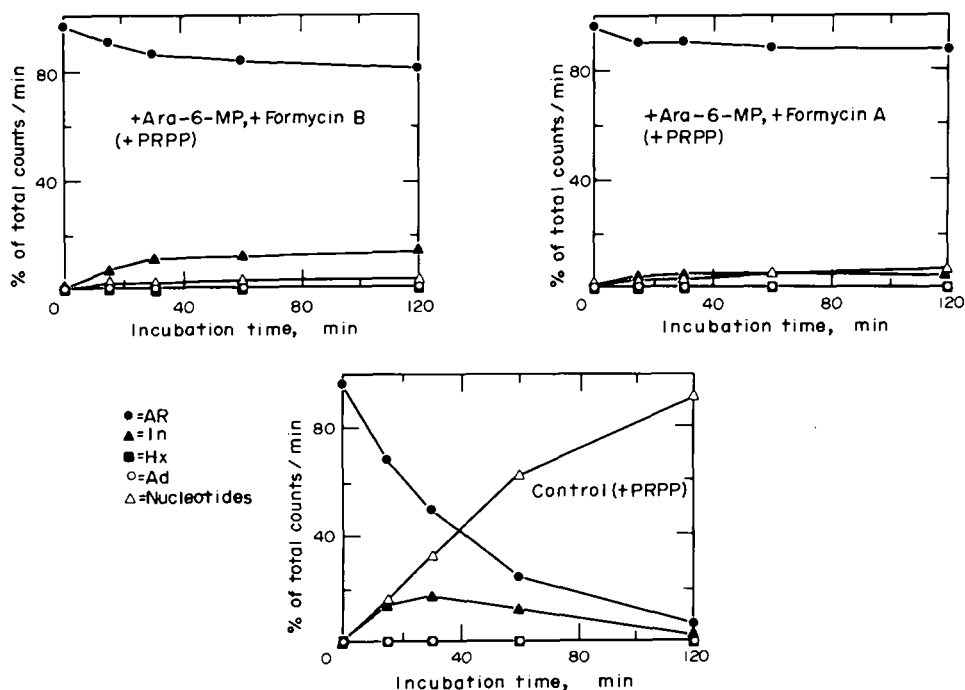 % of total counts/min
80
40
+Ara-6-MP,+Formycin B
(+PRPP)
0 40 80 120
Incubation time, min
% of total counts/min
80
40
+Ara-6-MP,+Formycin A
(+PRPP)
0 40 80 120
Incubation time, min
●=AR
▲=In
■=Hx
○=Ad
△=Nucleotides
% of total counts/min
80
40
Control (+PRPP)
0 40 80 120
Incubation time, min